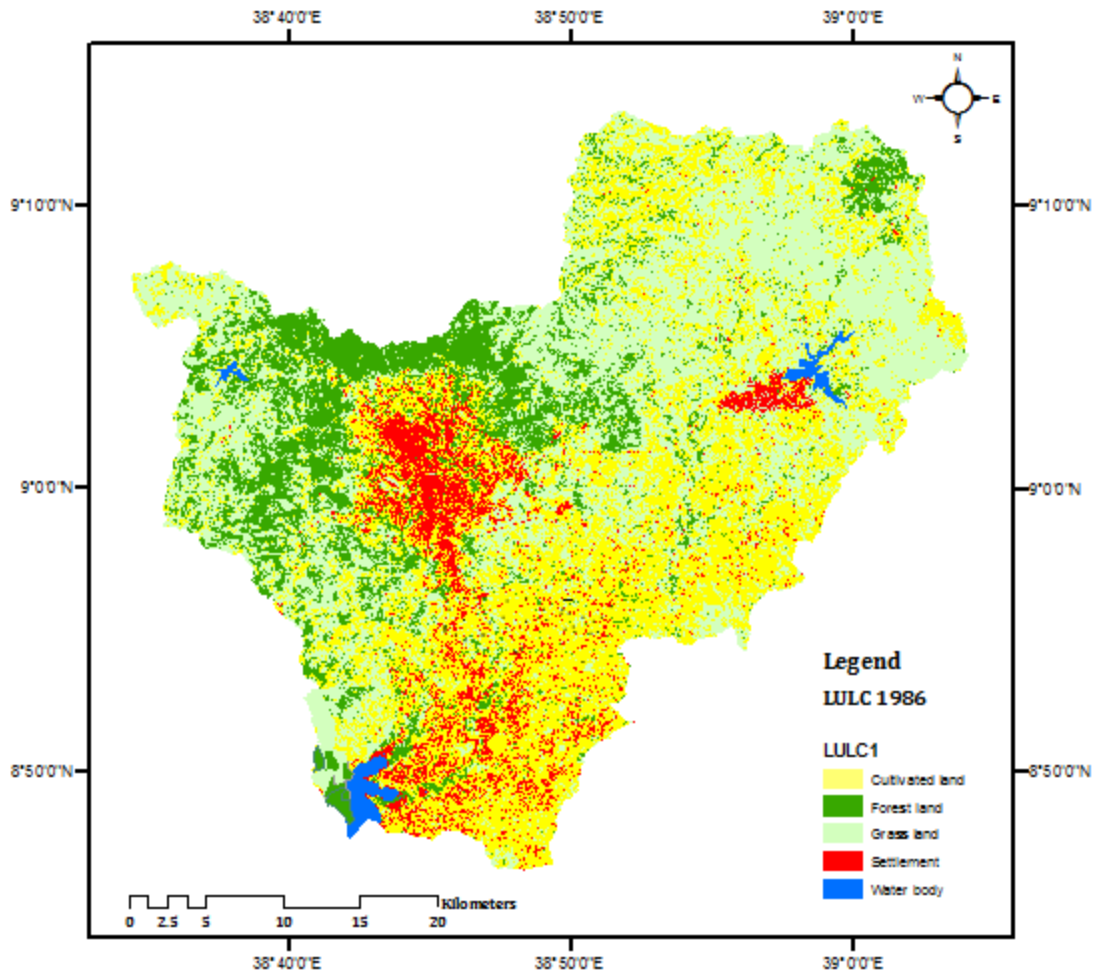 38°40'0"E 38°50'0"E 39°0'0"E
N
W E
S
9°10'0"N 9°10'0"N
9°0'0"N 9°0'0"N
8°50'0"N 8°50'0"N
Legend
LULC 1986
LULC1
Cultivated land
Forest land
Grass land
Settlement
Water body
Kilometers
0 2.5 5 10 15 20
38°40'0"E 38°50'0"E 39°0'0"E